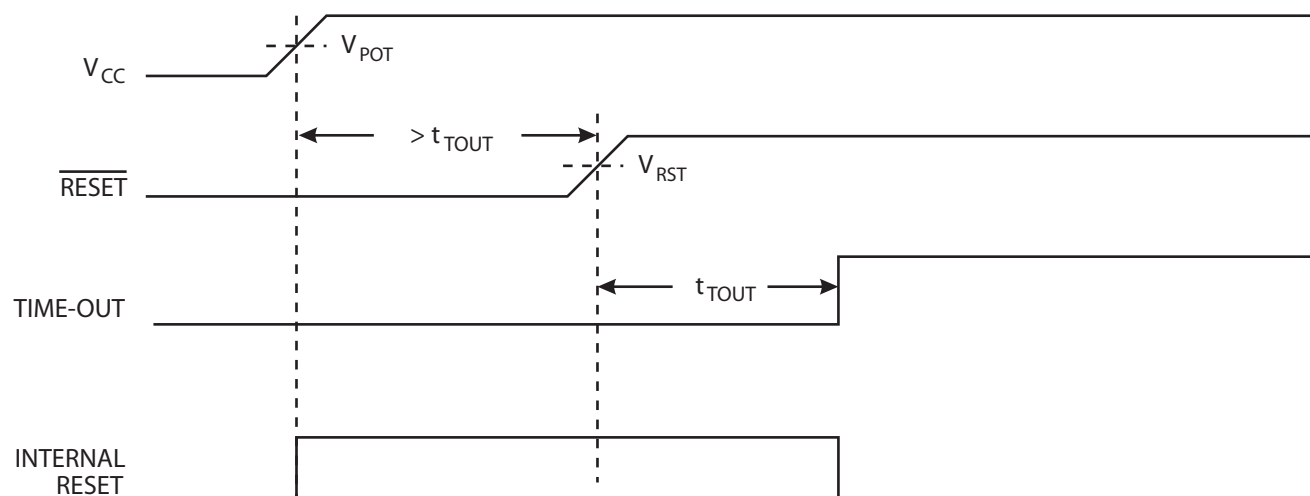 V_POT
V_CC
> t_TOUT
V_RST
RESET
t_TOUT
TIME-OUT
INTERNAL
RESET